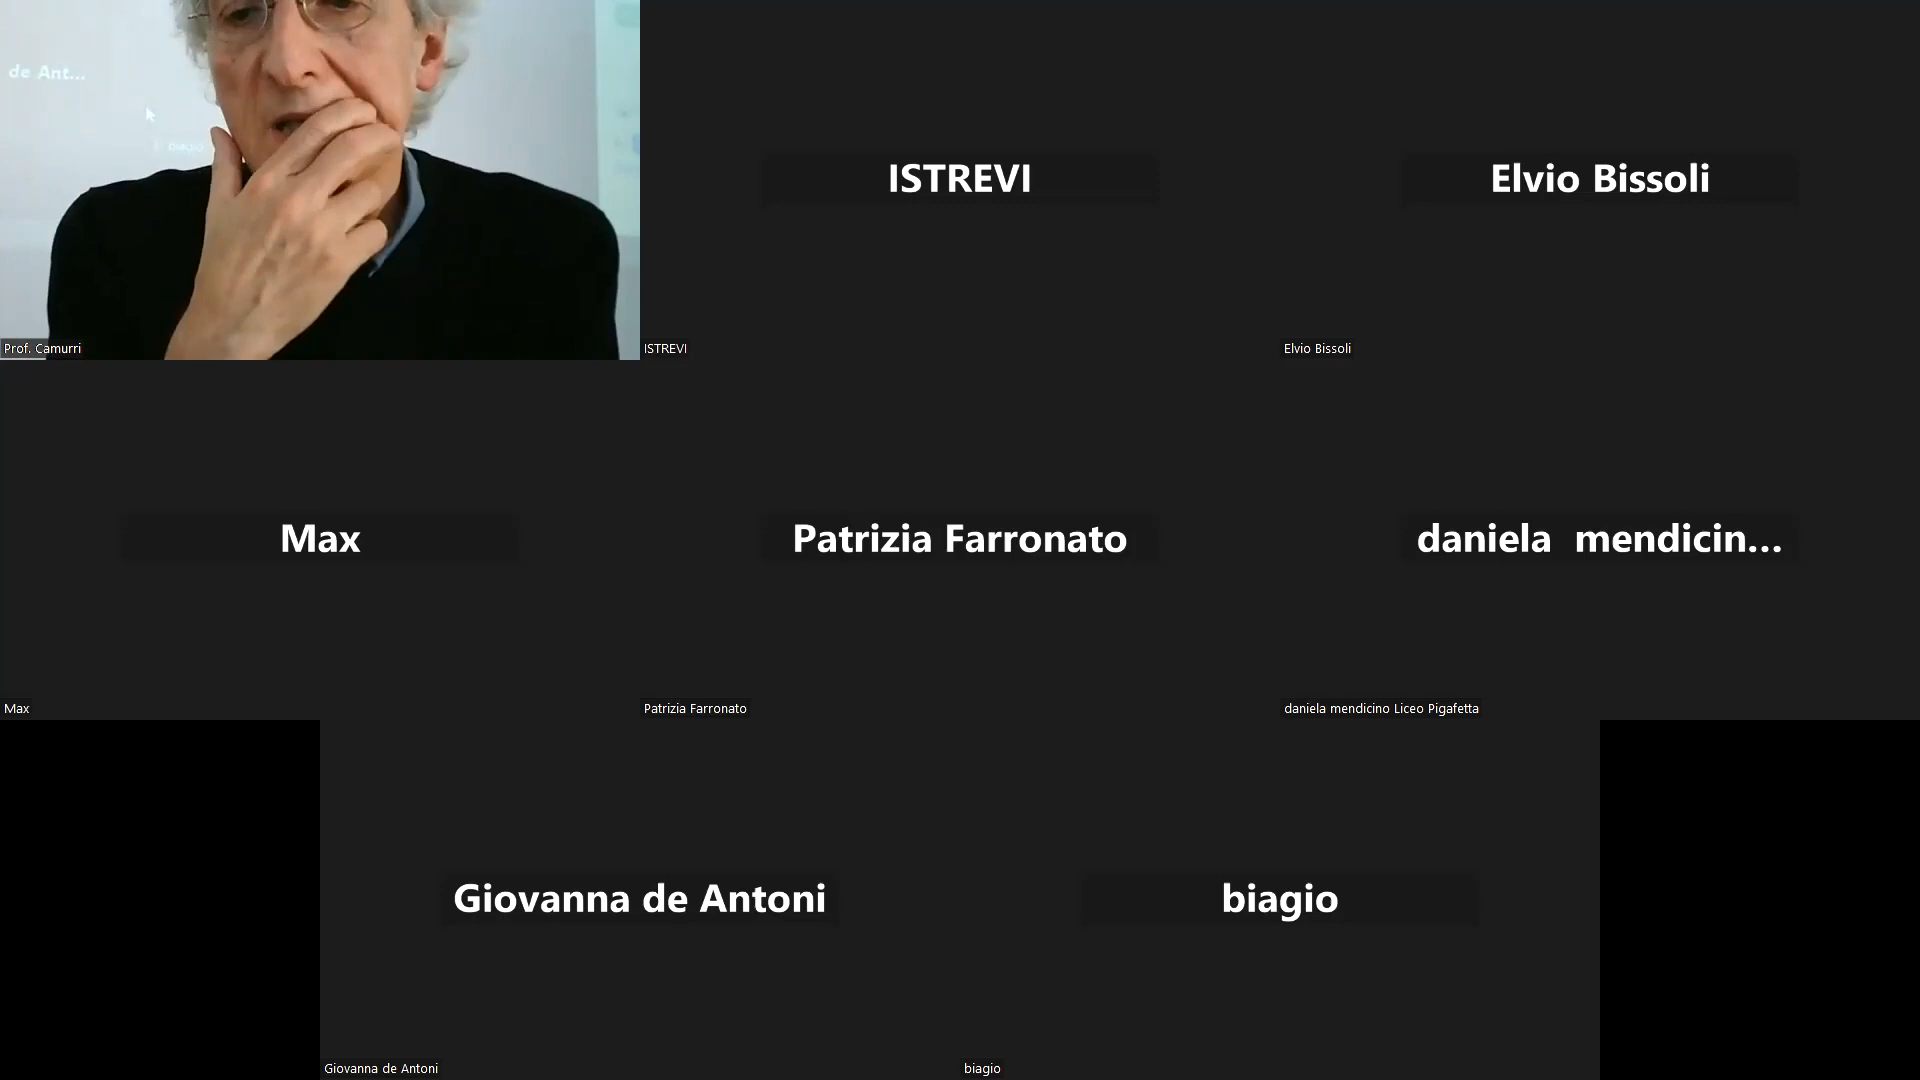 de Ant...
biagio
Prof. Camurri
ISTREVI
ISTREVI
Elvio Bissoli
Elvio Bissoli
Max
Max
Patrizia Farronato
Patrizia Farronato
daniela mendicin...
daniela mendicino Liceo Pigafetta
Giovanna de Antoni
Giovanna de Antoni
biagio
biagio